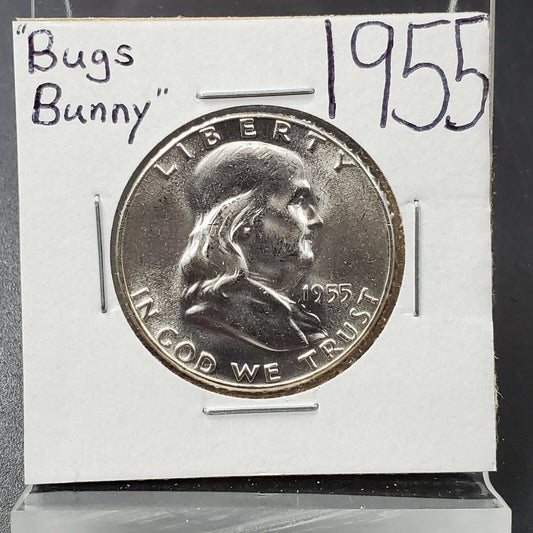 "Bugs
Bunny"
1955
LIBERTY
1955
IN GOD WE TRUST